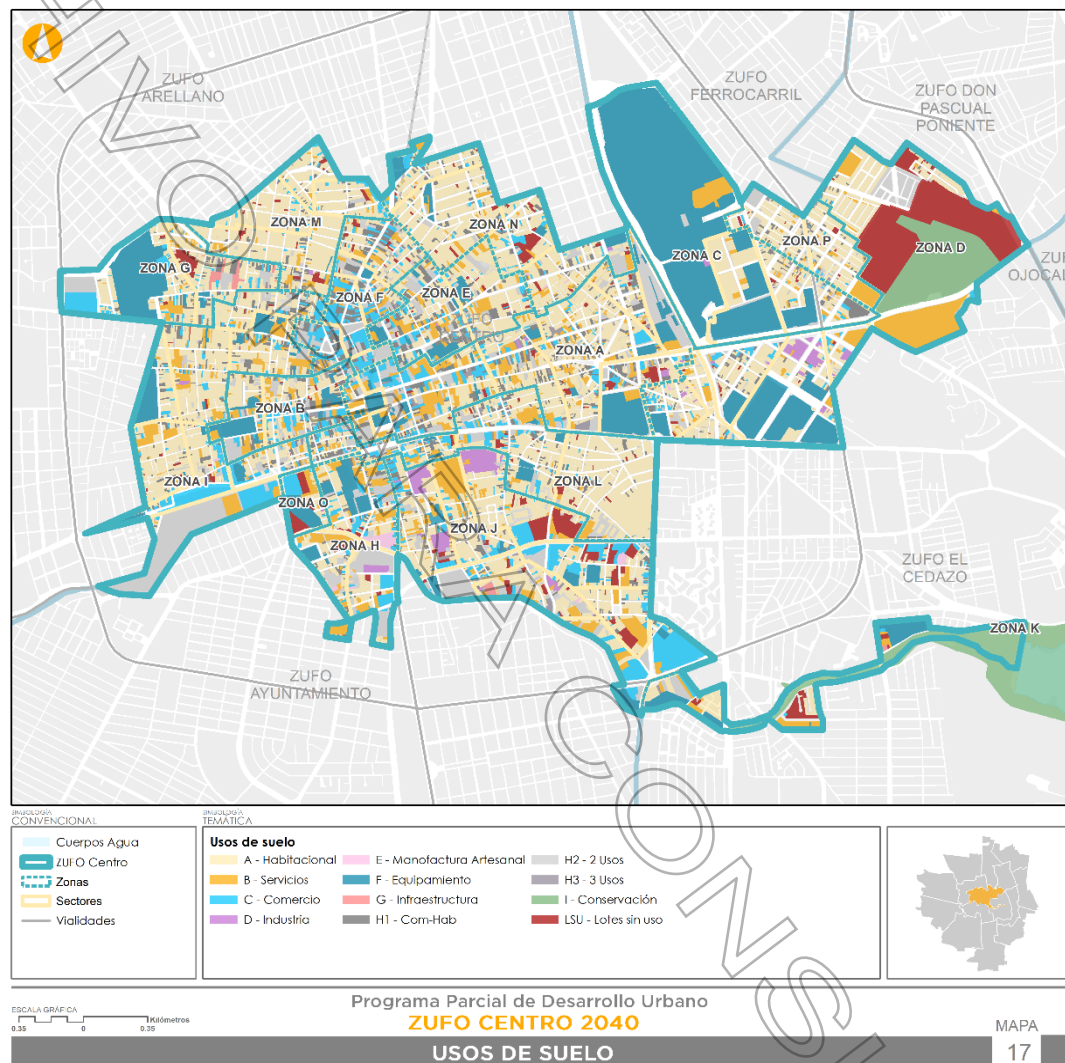 ZUFO
ARELLANO
ZUFO
FERROCARRIL
ZUFO DON
PASCUAL
PONIENTE
ZONA M
ZONA N
ZONA G
ZONA F
ZONA E
ZONA C
ZONA P
ZONA D
ZONA A
ZONA B
ZONA I
ZONA O
ZONA H
ZONA J
ZONA L
ZUFO EL
CEDAZO
ZONA K
ZUFO
AYUNTAMIENTO
SIMBOLOGÍA
CONVENCIONAL
Cuerpos Agua
ZUFO Centro
Zonas
Sectores
Vialidades
SIMBOLOGÍA
TEMÁTICA
Usos de suelo
A - Habitacional
B - Servicios
C - Comercio
D - Industria
E - Manofactura Artesanal
F - Equipamiento
G - Infraestructura
H1 - Com-Hab
H2 - 2 Usos
H3 - 3 Usos
I - Conservación
LSU - Lotes sin uso
ESCALA GRÁFICA
0.35 0 0.35 Kilómetros
Programa Parcial de Desarrollo Urbano
ZUFO CENTRO 2040
USOS DE SUELO
MAPA
17